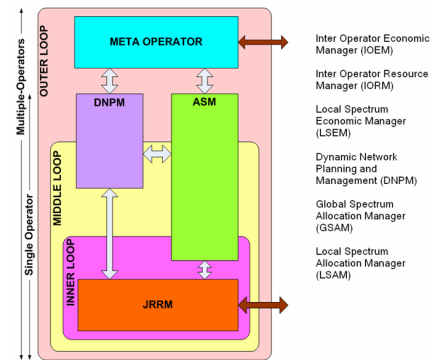 Multiple-Operators
Single Operator
OUTER LOOP
META OPERATOR
DNPM
ASM
MIDDLE LOOP
INNER LOOP
JRRM
Inter Operator Economic
Manager (IOEM)
Inter Operator Resource
Manager (IORM)
Local Spectrum
Economic Manager
(LSEM)
Dynamic Network
Planning and
Management (DNPM)
Global Spectrum
Allocation Manager
(GSAM)
Local Spectrum
Allocation Manager
(LSAM)